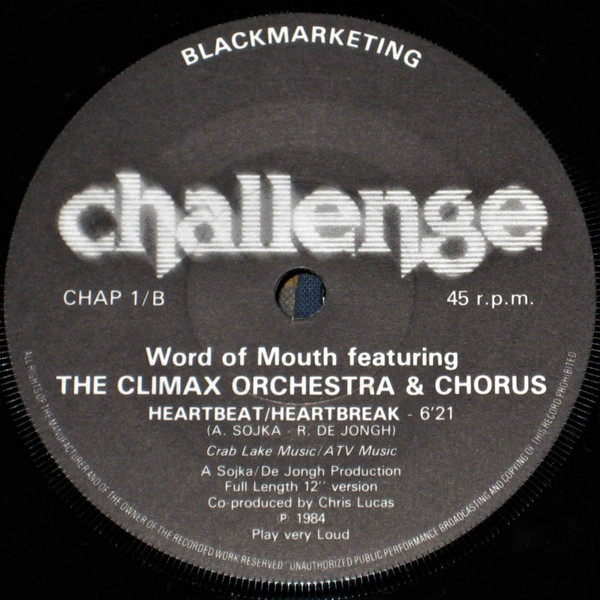 BLACKMARKETING
challenge
CHAP 1/B
45 r.p.m.
Word of Mouth featuring
THE CLIMAX ORCHESTRA & CHORUS
HEARTBEAT/HEARTBREAK - 6'21
(A. SOJKA - R. DE JONGH)
Crab Lake Music/ATV Music
A Sojka/De Jongh Production
Full Length 12'' version
Co-produced by Chris Lucas
℗ 1984
Play very Loud
ALL RIGHTS OF THE MANUFACTURER AND OF THE OWNER OF THE RECORDED WORK RESERVED" UNAUTHORIZED PUBLIC PERFORMANCE BROADCASTING AND COPYING OF THIS RECORD PROHIBITED